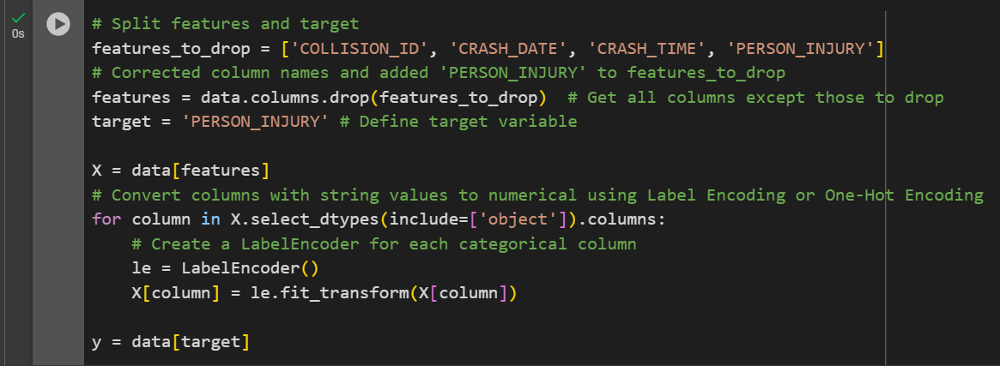 0s
# Split features and target
features_to_drop = ['COLLISION_ID', 'CRASH_DATE', 'CRASH_TIME', 'PERSON_INJURY']
# Corrected column names and added 'PERSON_INJURY' to features_to_drop
features = data.columns.drop(features_to_drop)  # Get all columns except those to drop
target = 'PERSON_INJURY' # Define target variable

X = data[features]
# Convert columns with string values to numerical using Label Encoding or One-Hot Encoding
for column in X.select_dtypes(include=['object']).columns:
    # Create a LabelEncoder for each categorical column
    le = LabelEncoder()
    X[column] = le.fit_transform(X[column])

y = data[target]